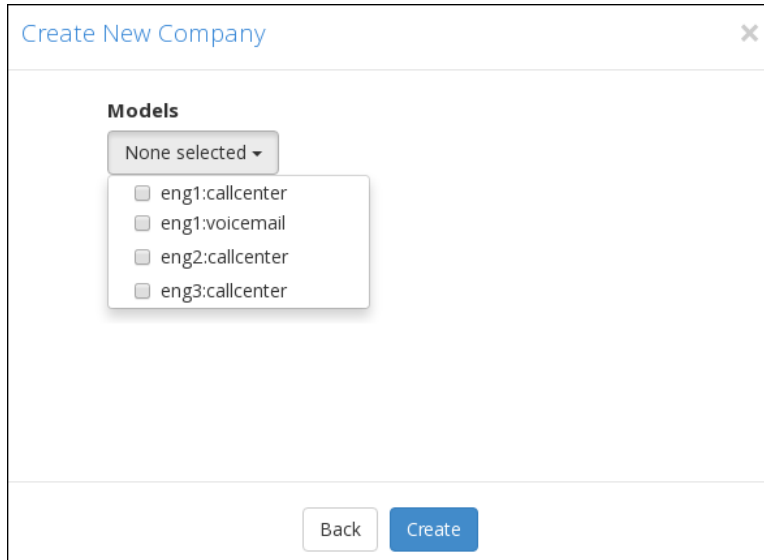 Create New Company
Models
None selected
eng1:callcenter
eng1:voicemail
eng2:callcenter
eng3:callcenter
Back Create